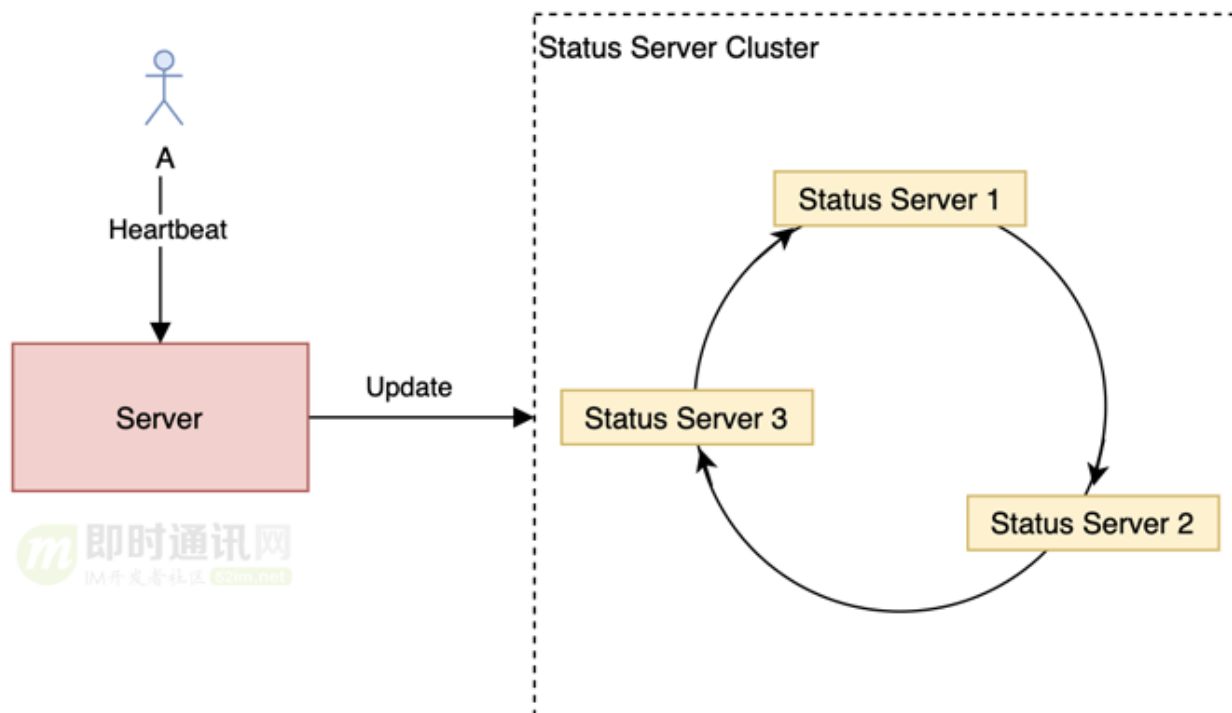 Status Server Cluster
A
Heartbeat
Server
Update
Status Server 1
Status Server 3
Status Server 2
即时通讯网
IM开发者社区 52im.net